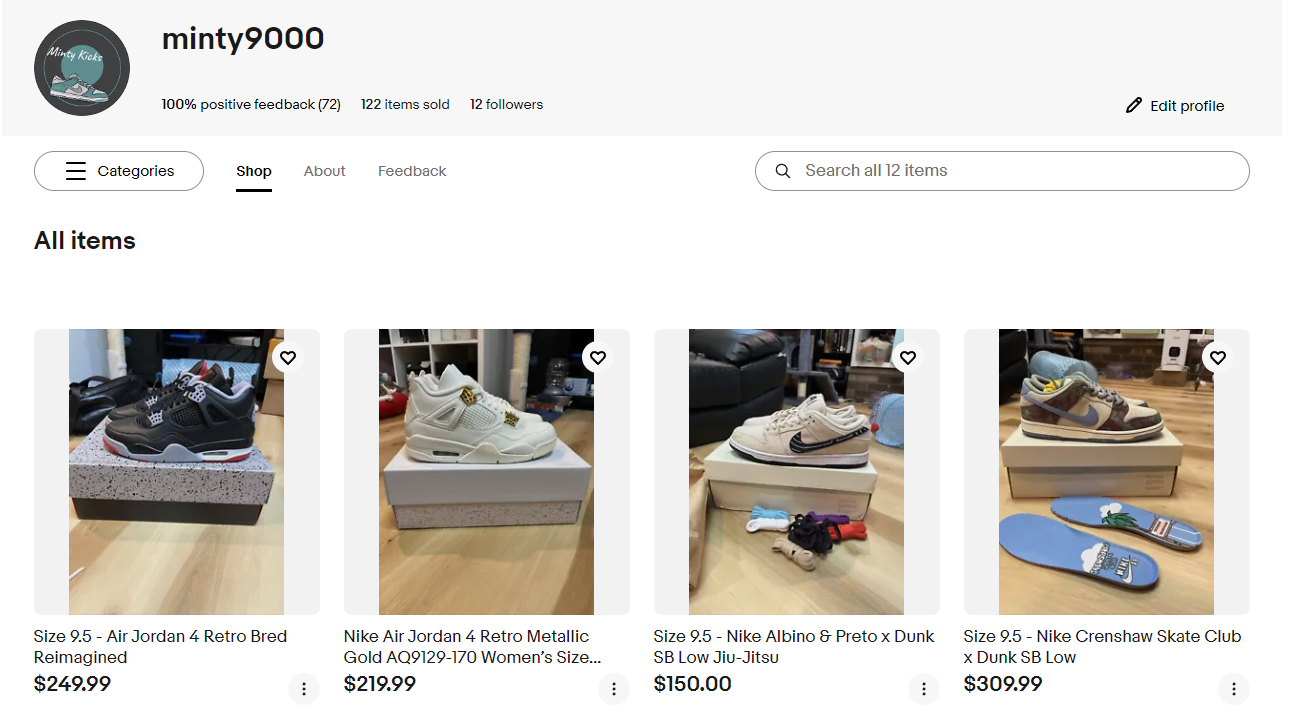 Minty Kicks
minty9000
100% positive feedback (72) 122 items sold 12 followers
Edit profile
Categories Shop About Feedback
Search all 12 items
All items
Size 9.5 - Air Jordan 4 Retro Bred
Reimagined
$249.99
Nike Air Jordan 4 Retro Metallic
Gold AQ9129-170 Women's Size...
$219.99
Size 9.5 - Nike Albino & Preto x Dunk
SB Low Jiu-Jitsu
$150.00
NIKE
Size 9.5 - Nike Crenshaw Skate Club
x Dunk SB Low
$309.99